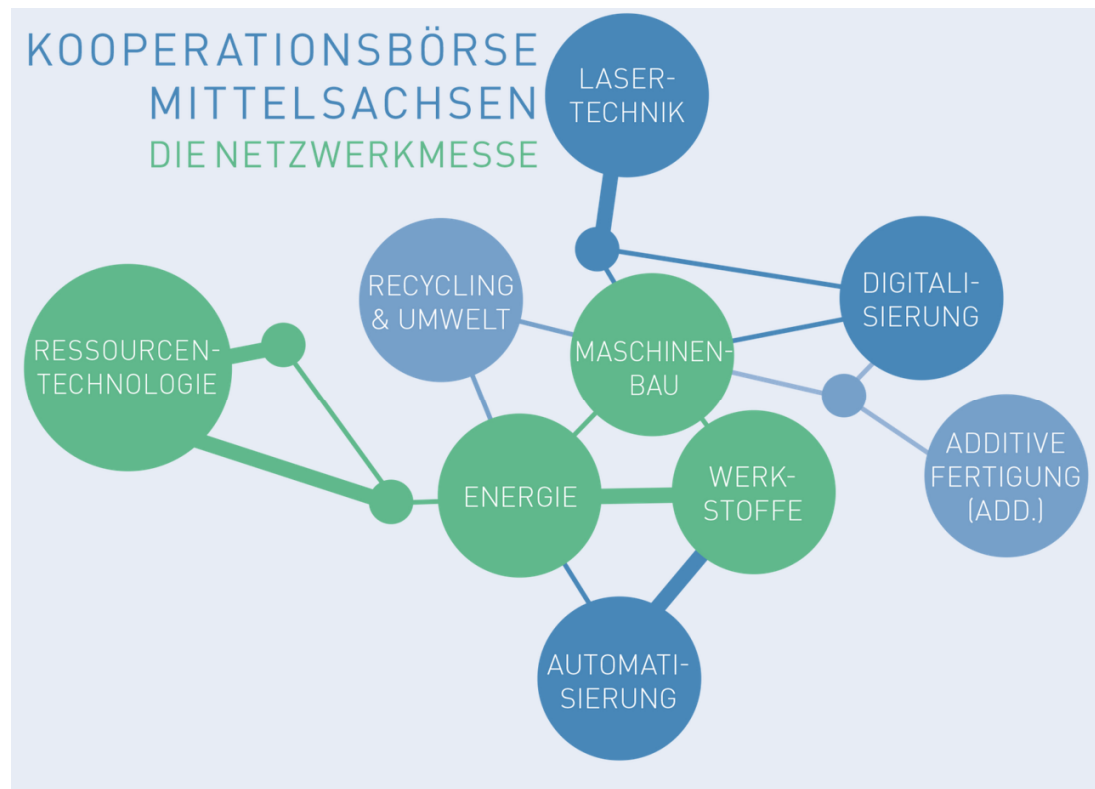 KOOPERATIONSBÖRSE
MITTELSACHSEN
DIE NETZWERKMESSE
LASER-
TECHNIK
RECYCLING
& UMWELT
DIGITALI-
SIERUNG
RESSOURCEN-
TECHNOLOGIE
MASCHINEN-
BAU
ADDITIVE
FERTIGUNG
(ADD.)
ENERGIE
WERK-
STOFFE
AUTOMATI-
SIERUNG